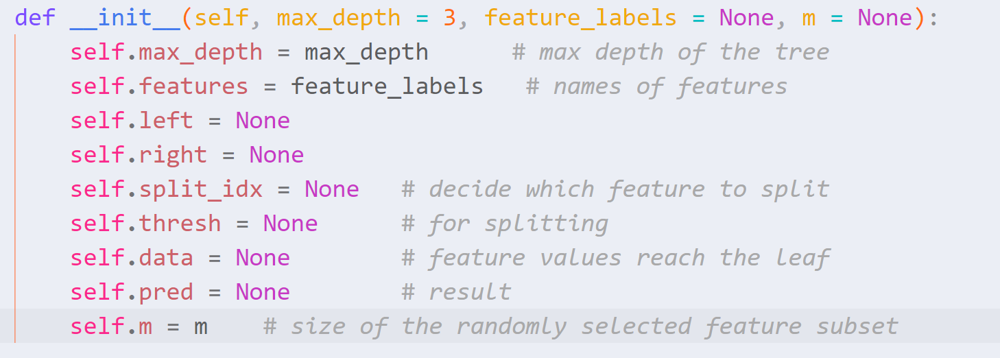 def __init__(self, max_depth = 3, feature_labels = None, m = None):
    self.max_depth = max_depth      # max depth of the tree
    self.features = feature_labels   # names of features
    self.left = None
    self.right = None
    self.split_idx = None   # decide which feature to split
    self.thresh = None      # for splitting
    self.data = None        # feature values reach the leaf
    self.pred = None        # result
    self.m = m    # size of the randomly selected feature subset